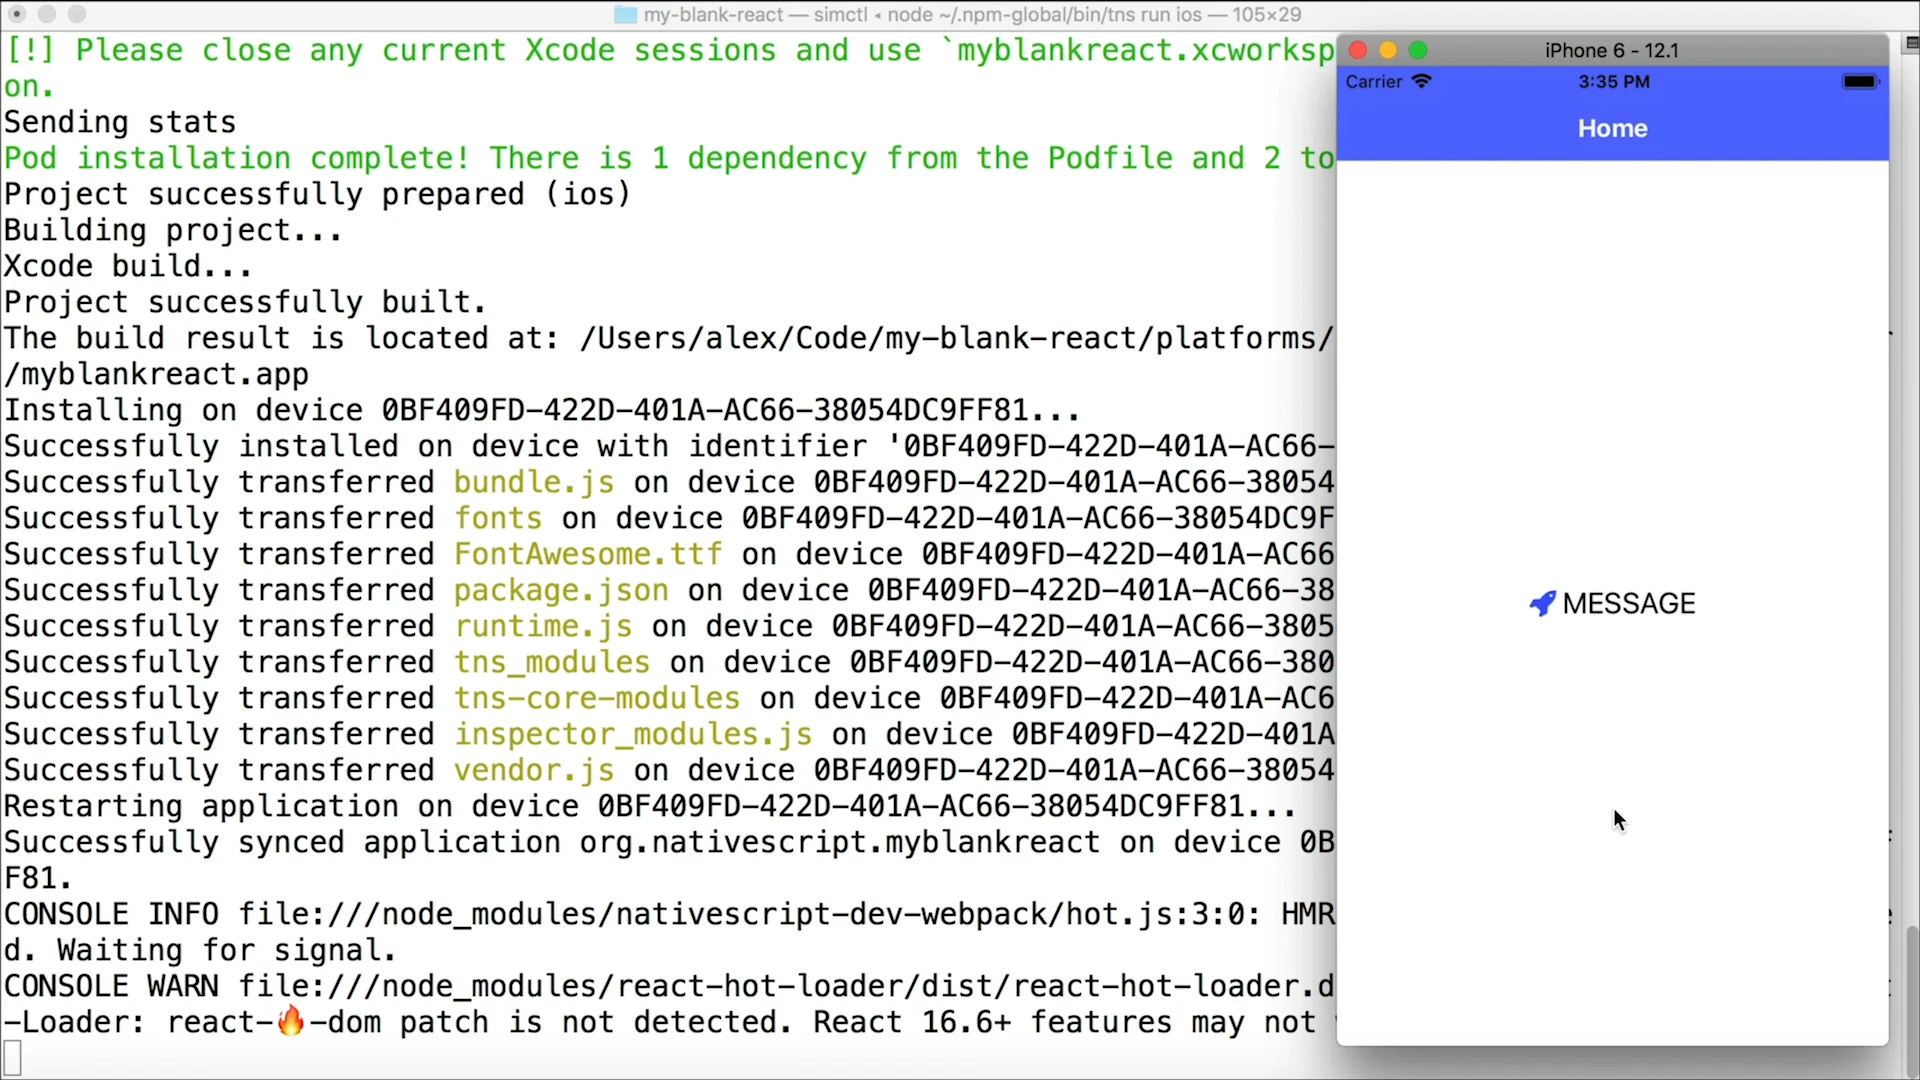 my-blank-react — simctl ◂ node ~/.npm-global/bin/tns run ios — 105×29
[!] Please close any current Xcode sessions and use `myblankreact.xcworksp
on.
Sending stats
Pod installation complete! There is 1 dependency from the Podfile and 2 to
Project successfully prepared (ios)
Building project...
Xcode build...
Project successfully built.
The build result is located at: /Users/alex/Code/my-blank-react/platforms/
/myblankreact.app
Installing on device 0BF409FD-422D-401A-AC66-38054DC9FF81...
Successfully installed on device with identifier '0BF409FD-422D-401A-AC66-
Successfully transferred bundle.js on device 0BF409FD-422D-401A-AC66-38054
Successfully transferred fonts on device 0BF409FD-422D-401A-AC66-38054DC9F
Successfully transferred FontAwesome.ttf on device 0BF409FD-422D-401A-AC66
Successfully transferred package.json on device 0BF409FD-422D-401A-AC66-38
Successfully transferred runtime.js on device 0BF409FD-422D-401A-AC66-3805
Successfully transferred tns_modules on device 0BF409FD-422D-401A-AC66-380
Successfully transferred tns-core-modules on device 0BF409FD-422D-401A-AC6
Successfully transferred inspector_modules.js on device 0BF409FD-422D-401A
Successfully transferred vendor.js on device 0BF409FD-422D-401A-AC66-38054
Restarting application on device 0BF409FD-422D-401A-AC66-38054DC9FF81...
Successfully synced application org.nativescript.myblankreact on device 0B
F81.
CONSOLE INFO file:///node_modules/nativescript-dev-webpack/hot.js:3:0: HMR
d. Waiting for signal.
CONSOLE WARN file:///node_modules/react-hot-loader/dist/react-hot-loader.d
-Loader: react-🔥-dom patch is not detected. React 16.6+ features may not
iPhone 6 - 12.1
Carrier 3:35 PM
Home
MESSAGE